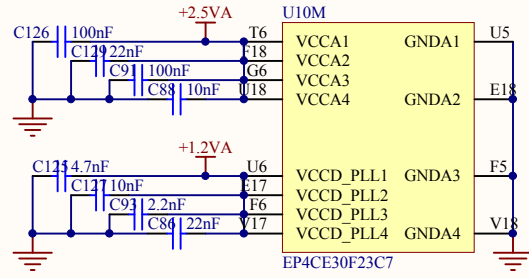 +2.5VA U10M
C126 100nF T6 VCCA1 GNDA1 U5
C129 22nF F18 VCCA2
C91 100nF G6 VCCA3
C88 10nF U18 VCCA4 GNDA2 E18
+1.2VA
C125 4.7nF U6 VCCD_PLL1 GNDA3 F5
C127 10nF E17 VCCD_PLL2
C93 2.2nF F6 VCCD_PLL3
C86 22nF V17 VCCD_PLL4 GNDA4 V18
EP4CE30F23C7